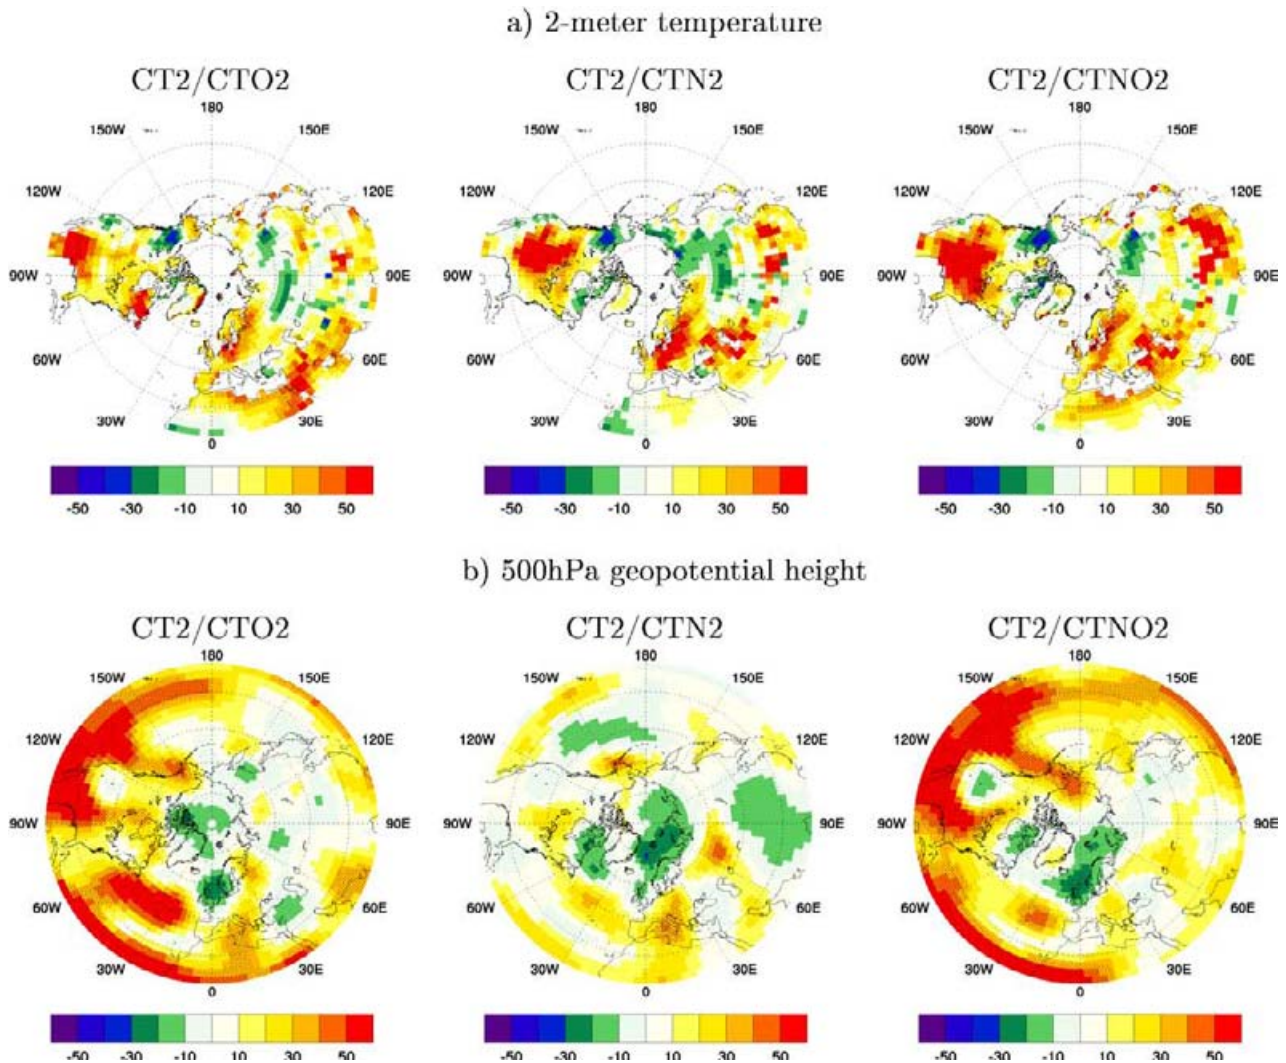 a) 2-meter temperature
CT2/CTO2 CT2/CTN2 CT2/CTNO2
180 180 180
150W 150E 150W 150E 150W 150E
120W 120E 120W 120E 120W 120E
90W 90E 90W 90E 90W 90E
60W 60E 60W 60E 60W 60E
30W 30E 30W 30E 30W 30E
0 0 0
-50 -30 -10 10 30 50 -50 -30 -10 10 30 50 -50 -30 -10 10 30 50
b) 500hPa geopotential height
CT2/CTO2 CT2/CTN2 CT2/CTNO2
180 180 180
150W 150E 150W 150E 150W 150E
120W 120E 120W 120E 120W 120E
90W 90E 90W 90E 90W 90E
60W 60E 60W 60E 60W 60E
30W 30E 30W 30E 30W 30E
0 0 0
-50 -30 -10 10 30 50 -50 -30 -10 10 30 50 -50 -30 -10 10 30 50